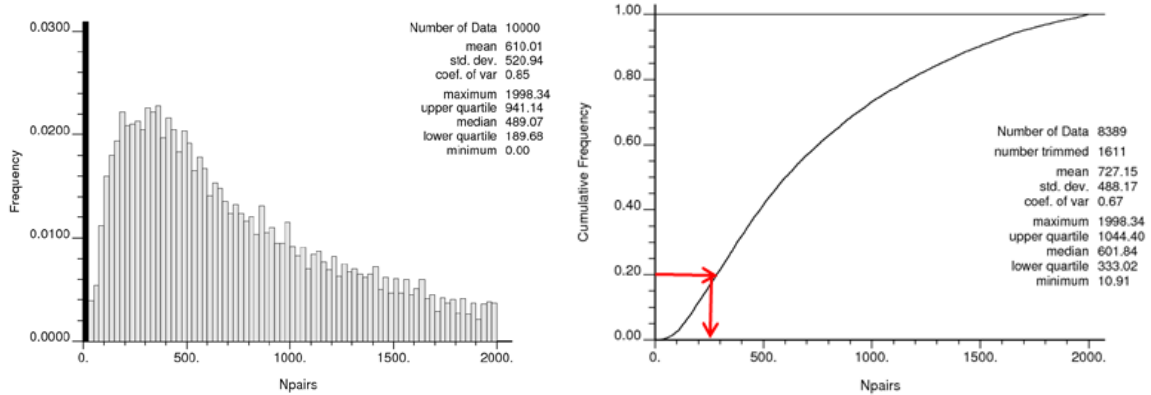 0.0300
0.0200
0.0100
0.0000
Frequency
0. 500. 1000. 1500. 2000.
Npairs
Number of Data 10000
mean 610.01
std. dev. 520.94
coef. of var 0.85
maximum 1998.34
upper quartile 941.14
median 489.07
lower quartile 189.68
minimum 0.00
1.00
0.80
0.60
0.40
0.20
0.00
Cumulative Frequency
0. 500. 1000. 1500. 2000.
Npairs
Number of Data 8389
number trimmed 1611
mean 727.15
std. dev. 488.17
coef. of var 0.67
maximum 1998.34
upper quartile 1044.40
median 601.84
lower quartile 333.02
minimum 10.91